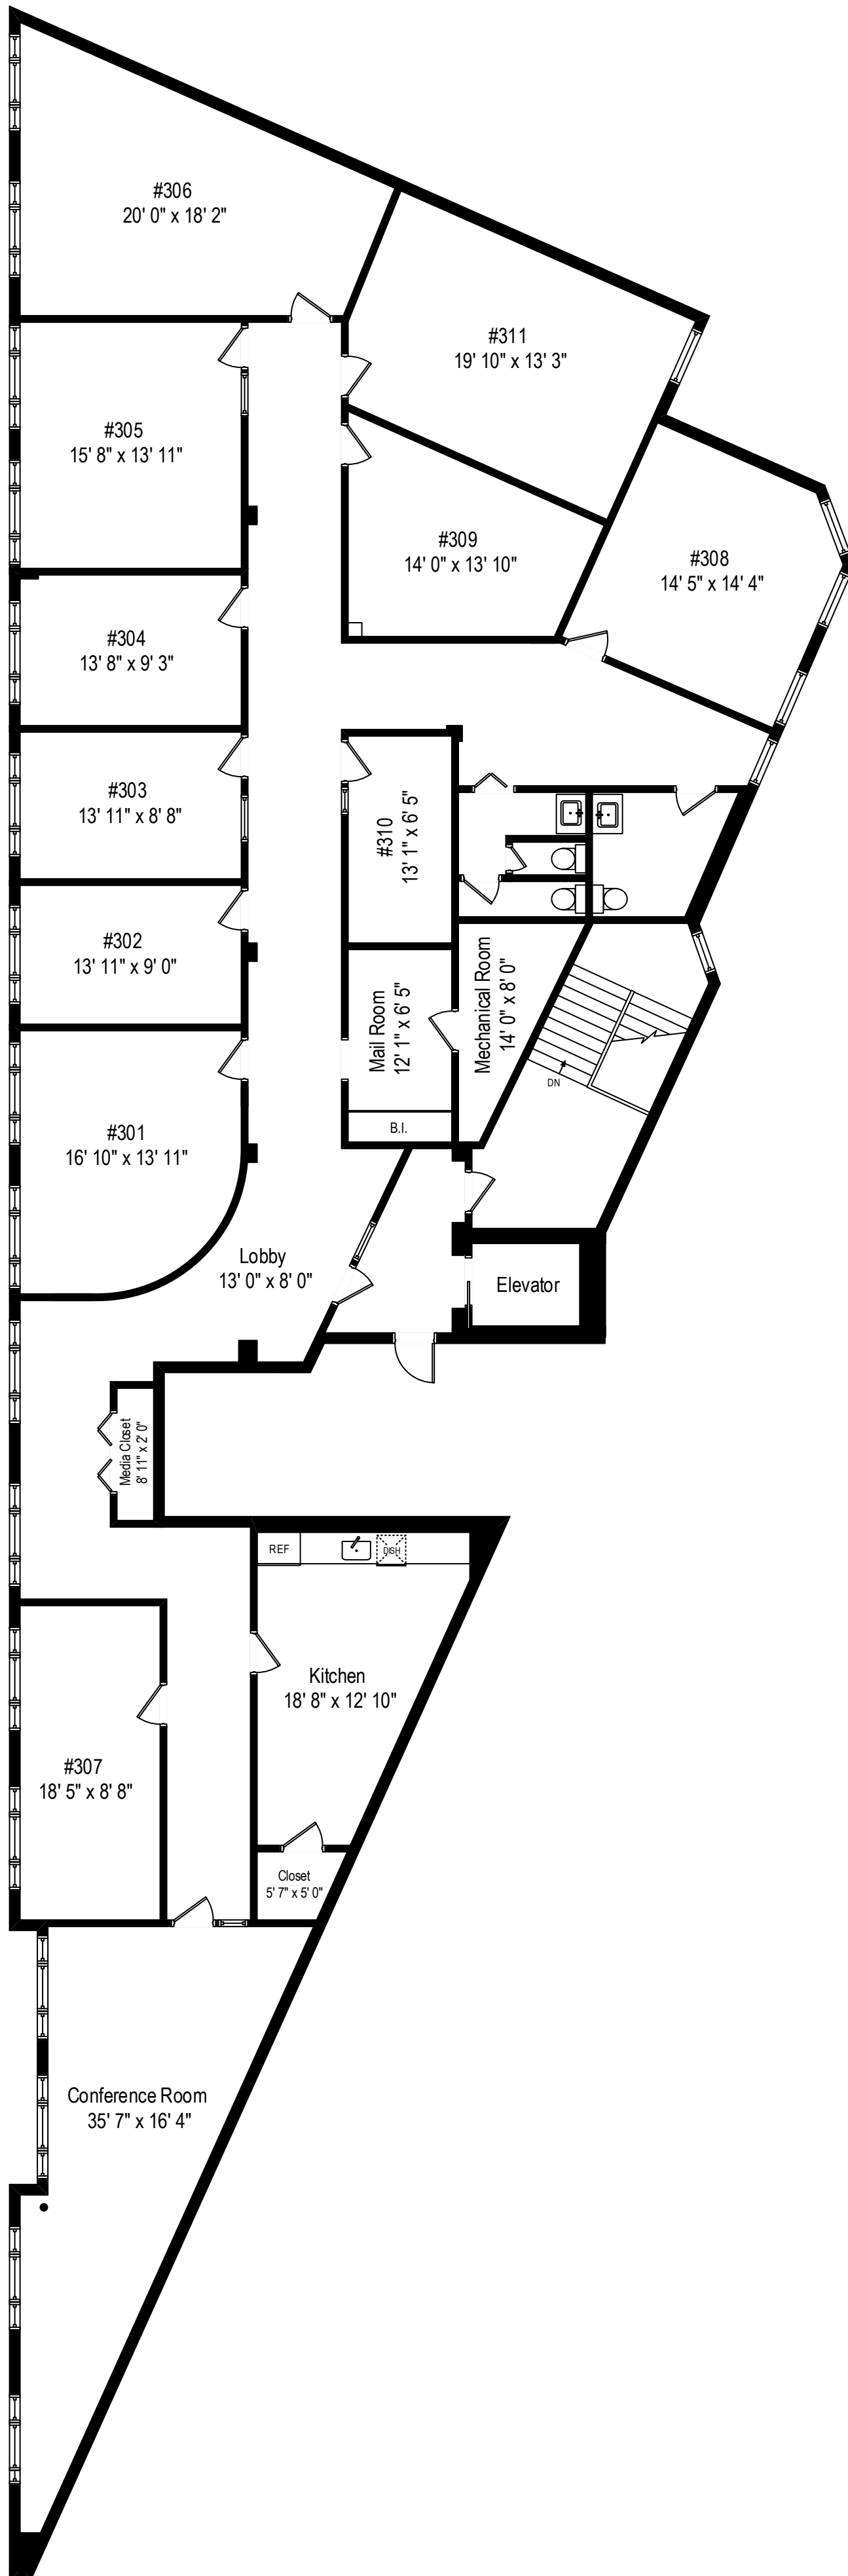 #306
20' 0" x 18' 2"
#311
19' 10" x 13' 3"
#305
15' 8" x 13' 11"
#309
14' 0" x 13' 10"
#308
14' 5" x 14' 4"
#304
13' 8" x 9' 3"
#303
13' 11" x 8' 8"
#310
13' 1" x 6' 5"
#302
13' 11" x 9' 0"
Mail Room
12' 1" x 6' 5"
Mechanical Room
14' 0" x 8' 0"
DN
B.I.
#301
16' 10" x 13' 11"
Lobby
13' 0" x 8' 0"
Elevator
Media Closet
8' 11" x 2' 0"
REF
DISH
Kitchen
18' 8" x 12' 10"
#307
18' 5" x 8' 8"
Closet
5' 7" x 5' 0"
Conference Room
35' 7" x 16' 4"